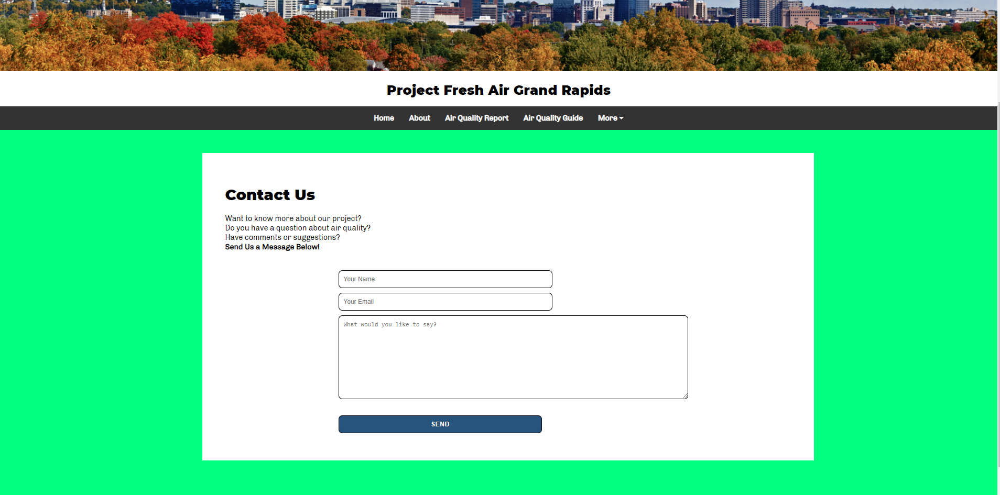 Project Fresh Air Grand Rapids
Home About Air Quality Report Air Quality Guide More
Contact Us
Want to know more about our project?
Do you have a question about air quality?
Have comments or suggestions?
Send Us a Message Below!
Your Name
Your Email
What would you like to say?
SEND